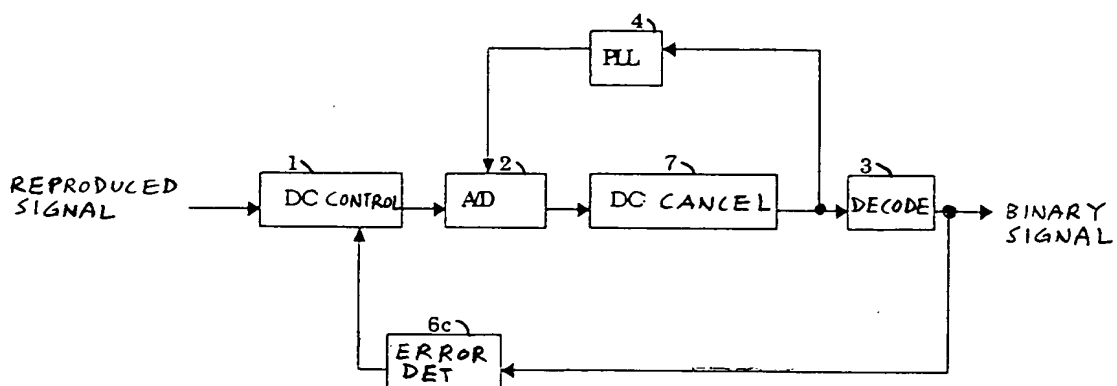 4
PLL
1
2
7
3
REPRODUCED
SIGNAL
DC CONTROL
A/D
DC CANCEL
DECODE
BINARY
SIGNAL
6c
ERROR
DET